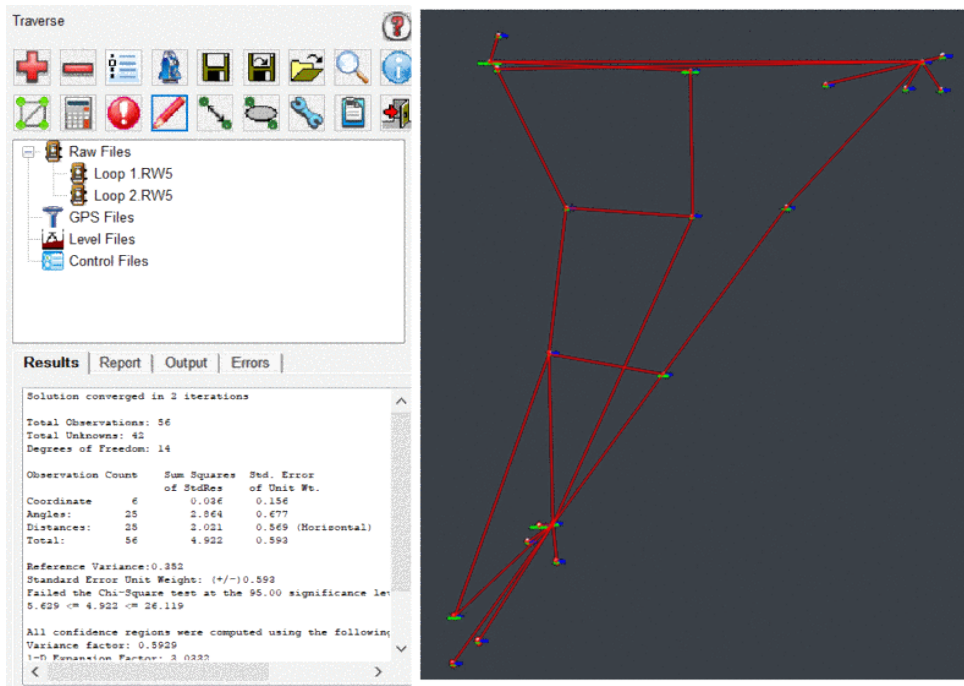 Traverse
Raw Files
Loop 1.RW5
Loop 2.RW5
GPS Files
Level Files
Control Files
Results Report Output Errors
Solution converged in 2 iterations
Total Observations: 56
Total Unknowns: 42
Degrees of Freedom: 14
Observation Count Sum Squares Std. Error
of StdRes of Unit Wt.
Coordinate 6 0.036 0.156
Angles: 25 2.864 0.677
Distances: 25 2.021 0.569 (Horizontal)
Total: 56 4.922 0.593
Reference Variance:0.352
Standard Error Unit Weight: (+/-)0.593
Failed the Chi-Square test at the 95.00 significance lev
5.629 <= 4.922 <= 26.119
All confidence regions were computed using the following
Variance factor: 0.5929
1-D Expansion Factor: